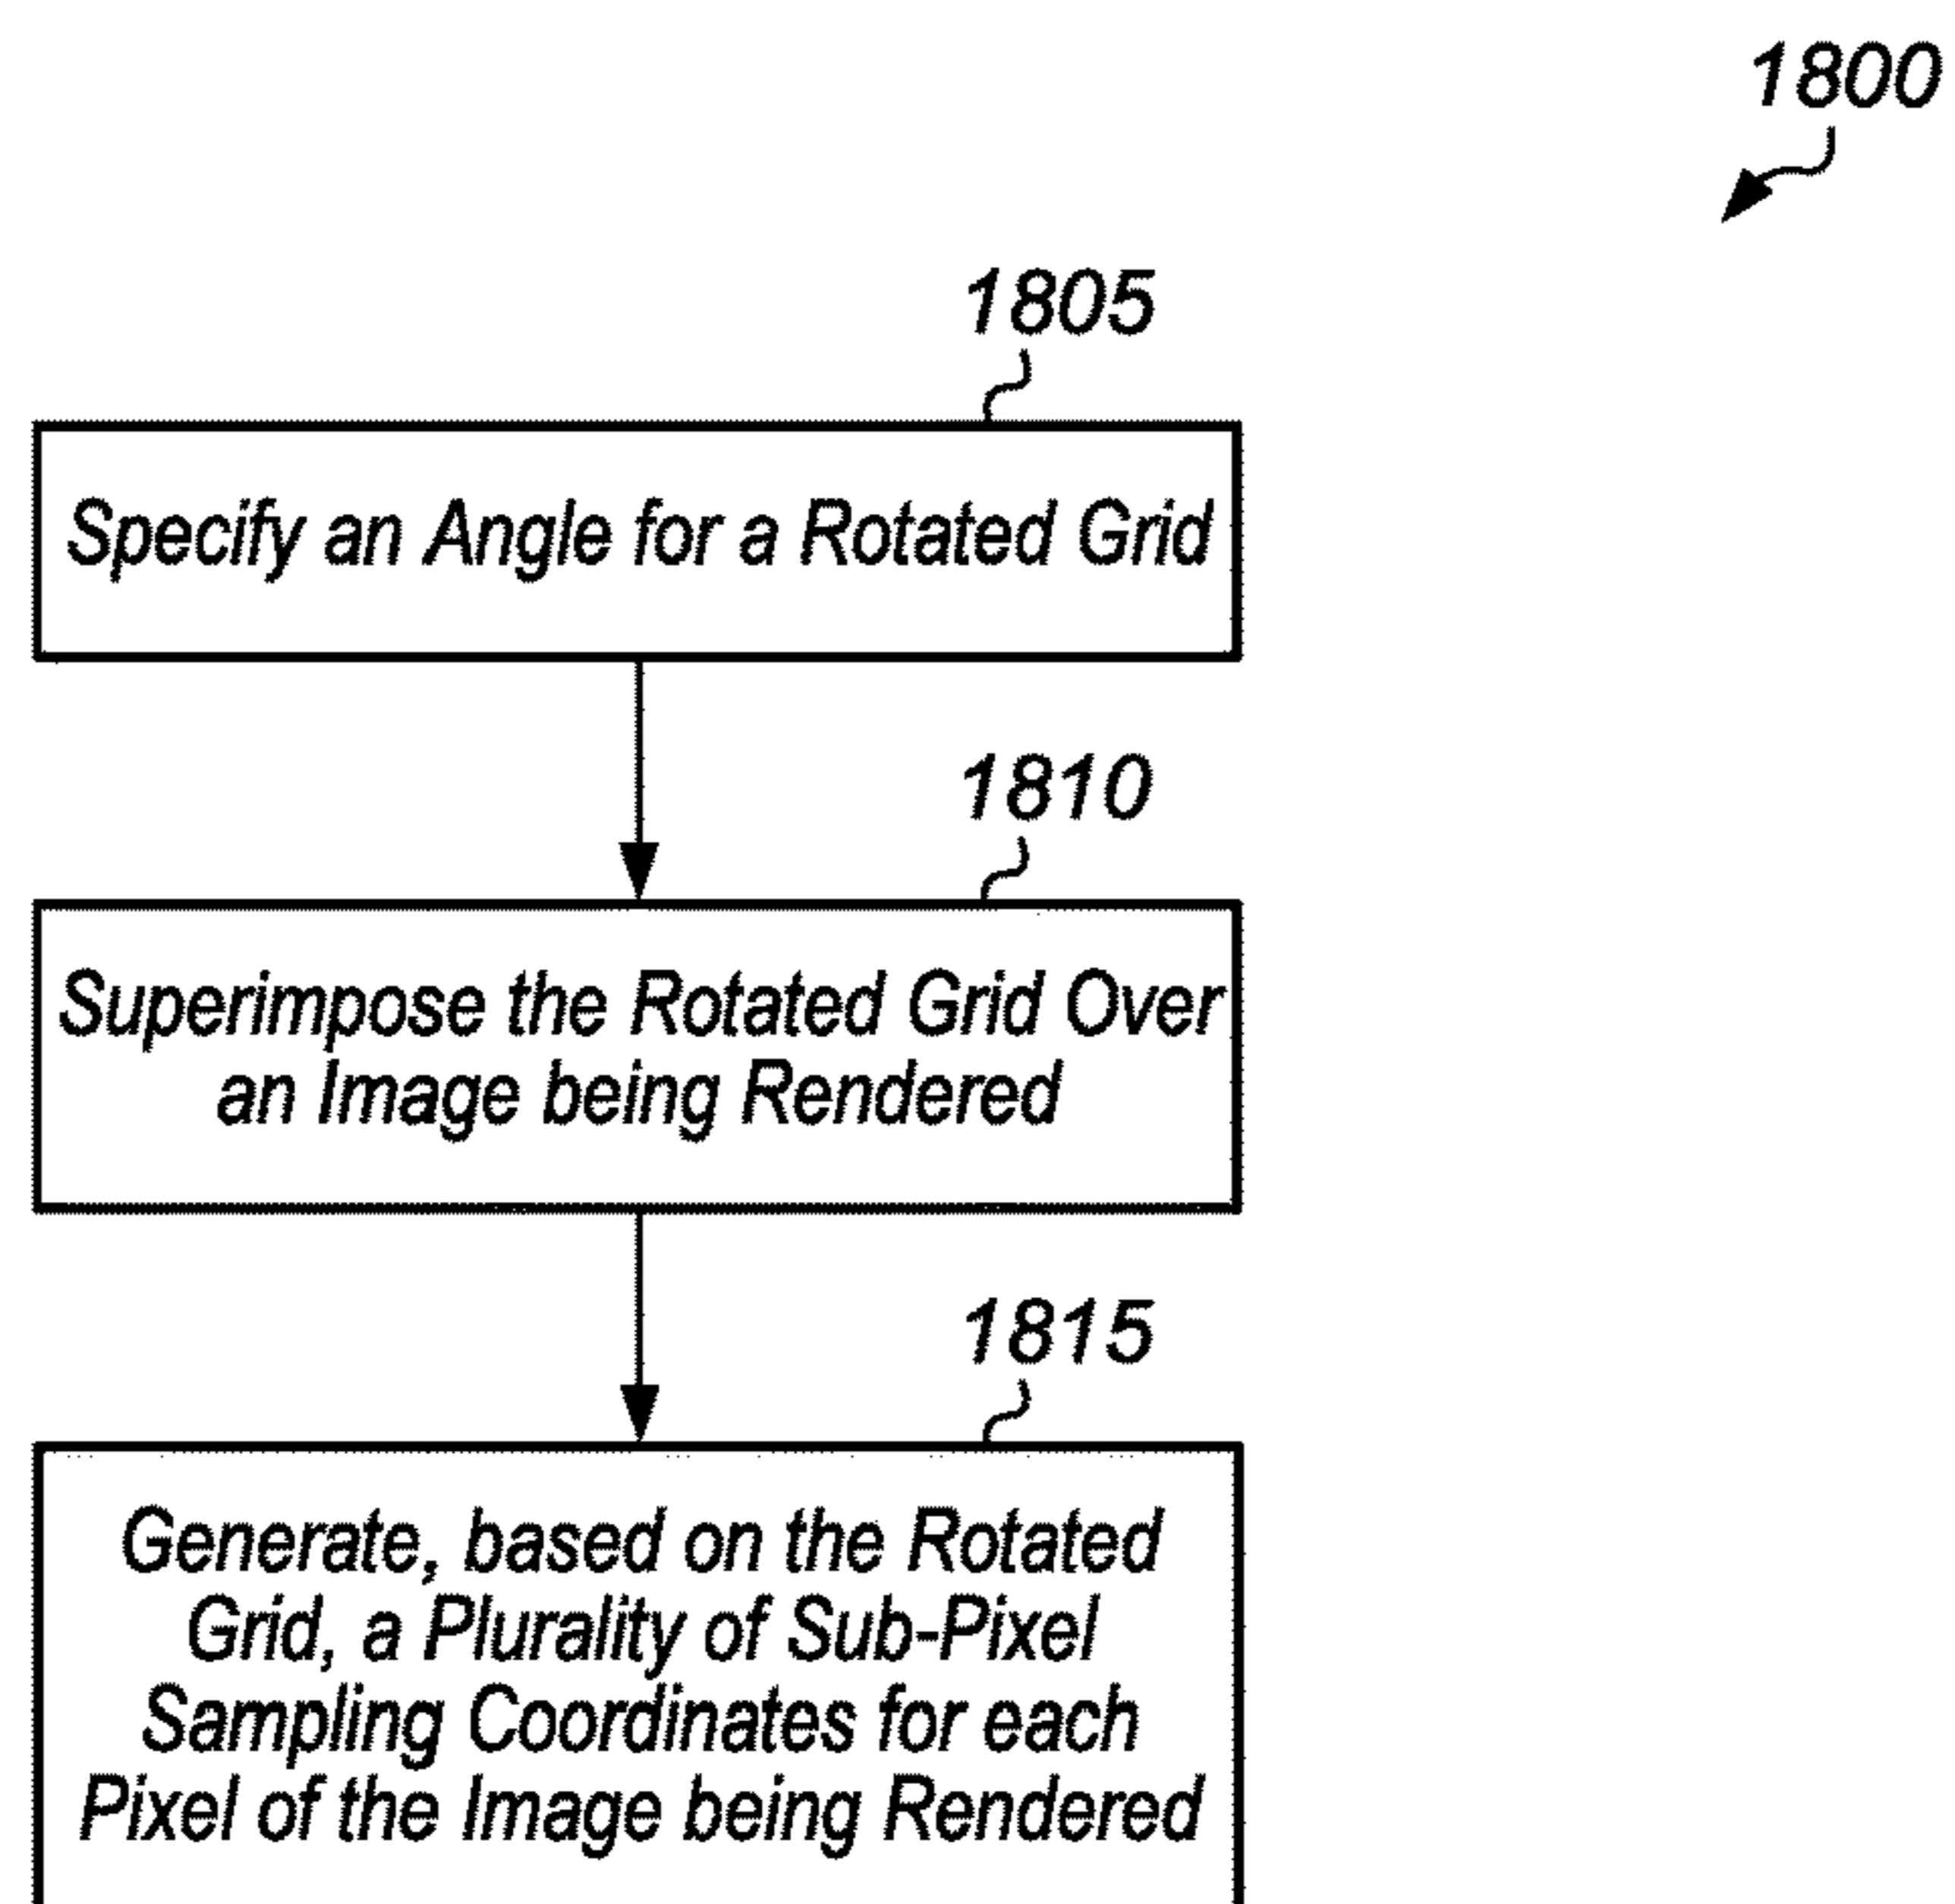 1800
1805
Specify an Angle for a Rotated Grid
1810
Superimpose the Rotated Grid Over
an Image being Rendered
1815
Generate, based on the Rotated
Grid, a Plurality of Sub-Pixel
Sampling Coordinates for each
Pixel of the Image being Rendered